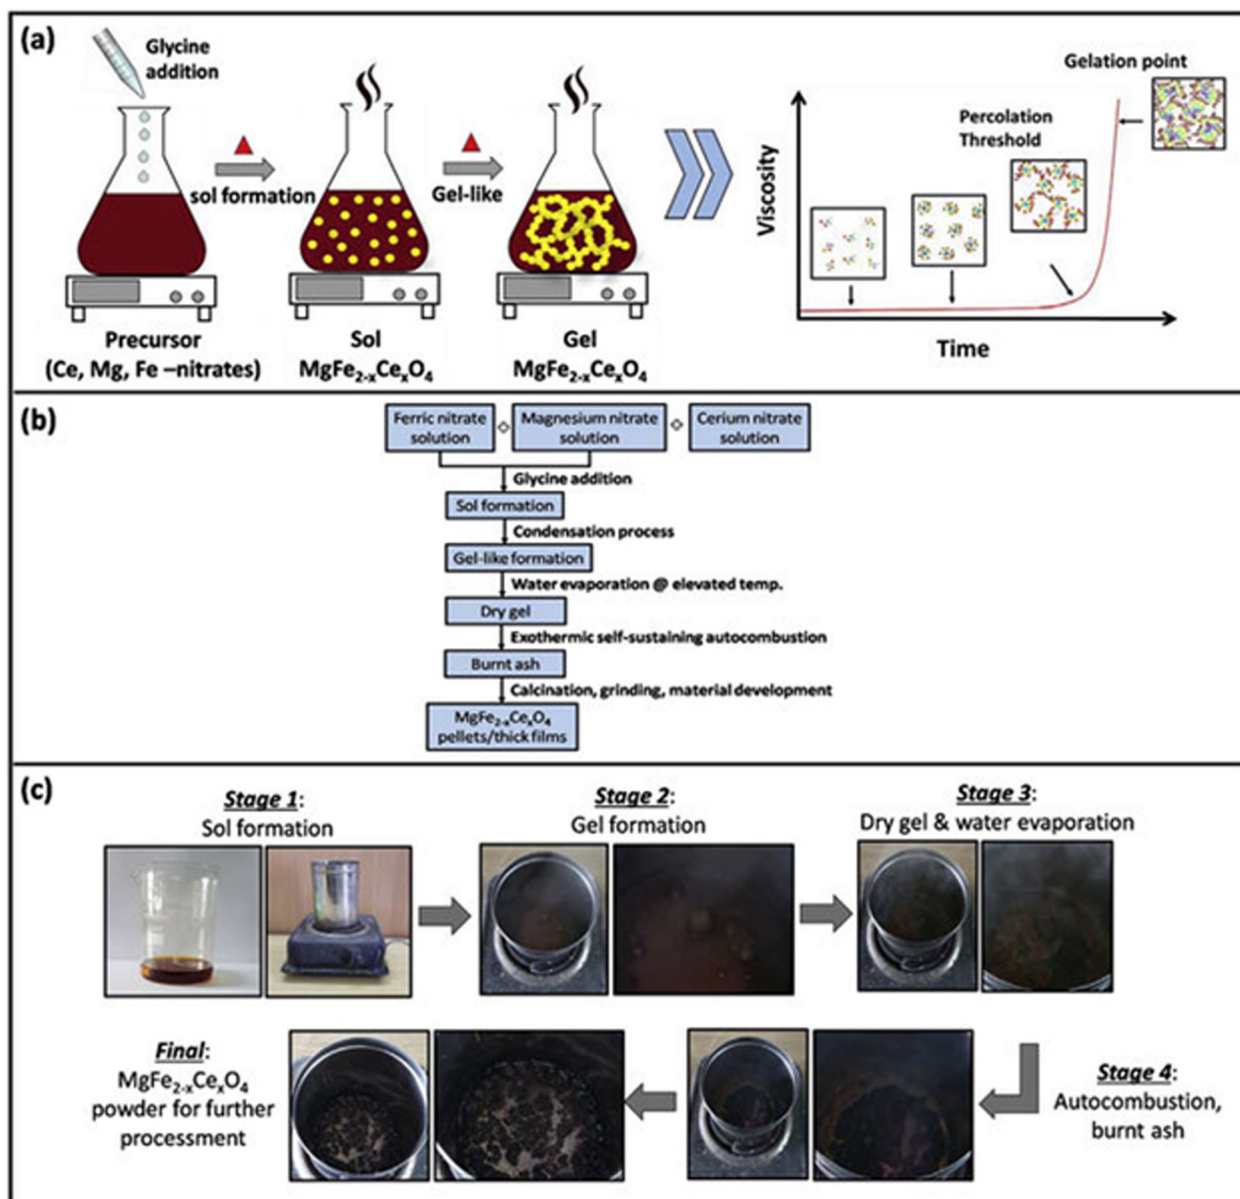 (a)
Glycine
addition
sol formation
Gel-like
Precursor
(Ce, Mg, Fe –nitrates)
Sol
MgFe₂₋ₓCeₓO₄
Gel
MgFe₂₋ₓCeₓO₄
Viscosity
Time
Percolation
Threshold
Gelation point
(b)
Ferric nitrate
solution
Magnesium nitrate
solution
Cerium nitrate
solution
Glycine addition
Sol formation
Condensation process
Gel-like formation
Water evaporation @ elevated temp.
Dry gel
Exothermic self-sustaining autocombustion
Burnt ash
Calcination, grinding, material development
MgFe₂₋ₓCeₓO₄
pellets/thick films
(c)
Stage 1:
Sol formation
Stage 2:
Gel formation
Stage 3:
Dry gel & water evaporation
Stage 4:
Autocombustion,
burnt ash
Final:
MgFe₂₋ₓCeₓO₄
powder for further
processment